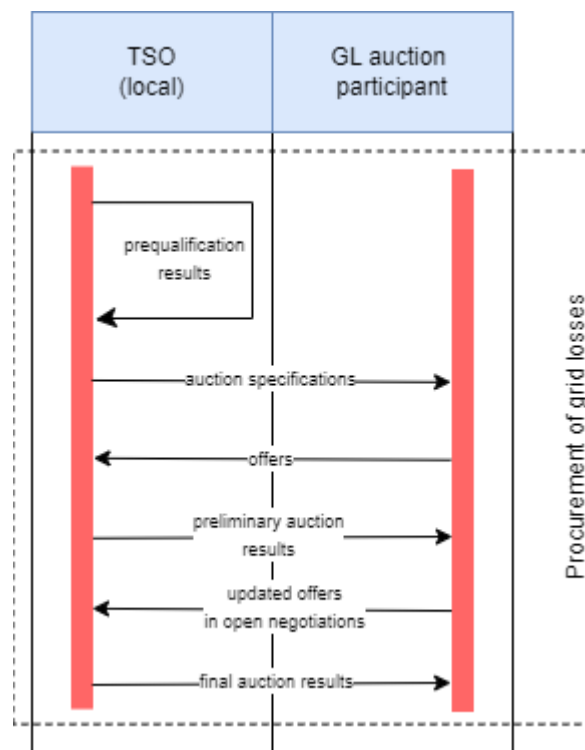 TSO
(local)
GL auction
participant
prequalification
results
auction specifications
offers
preliminary auction
results
updated offers
in open negotiations
final auction results
Procurement of grid losses